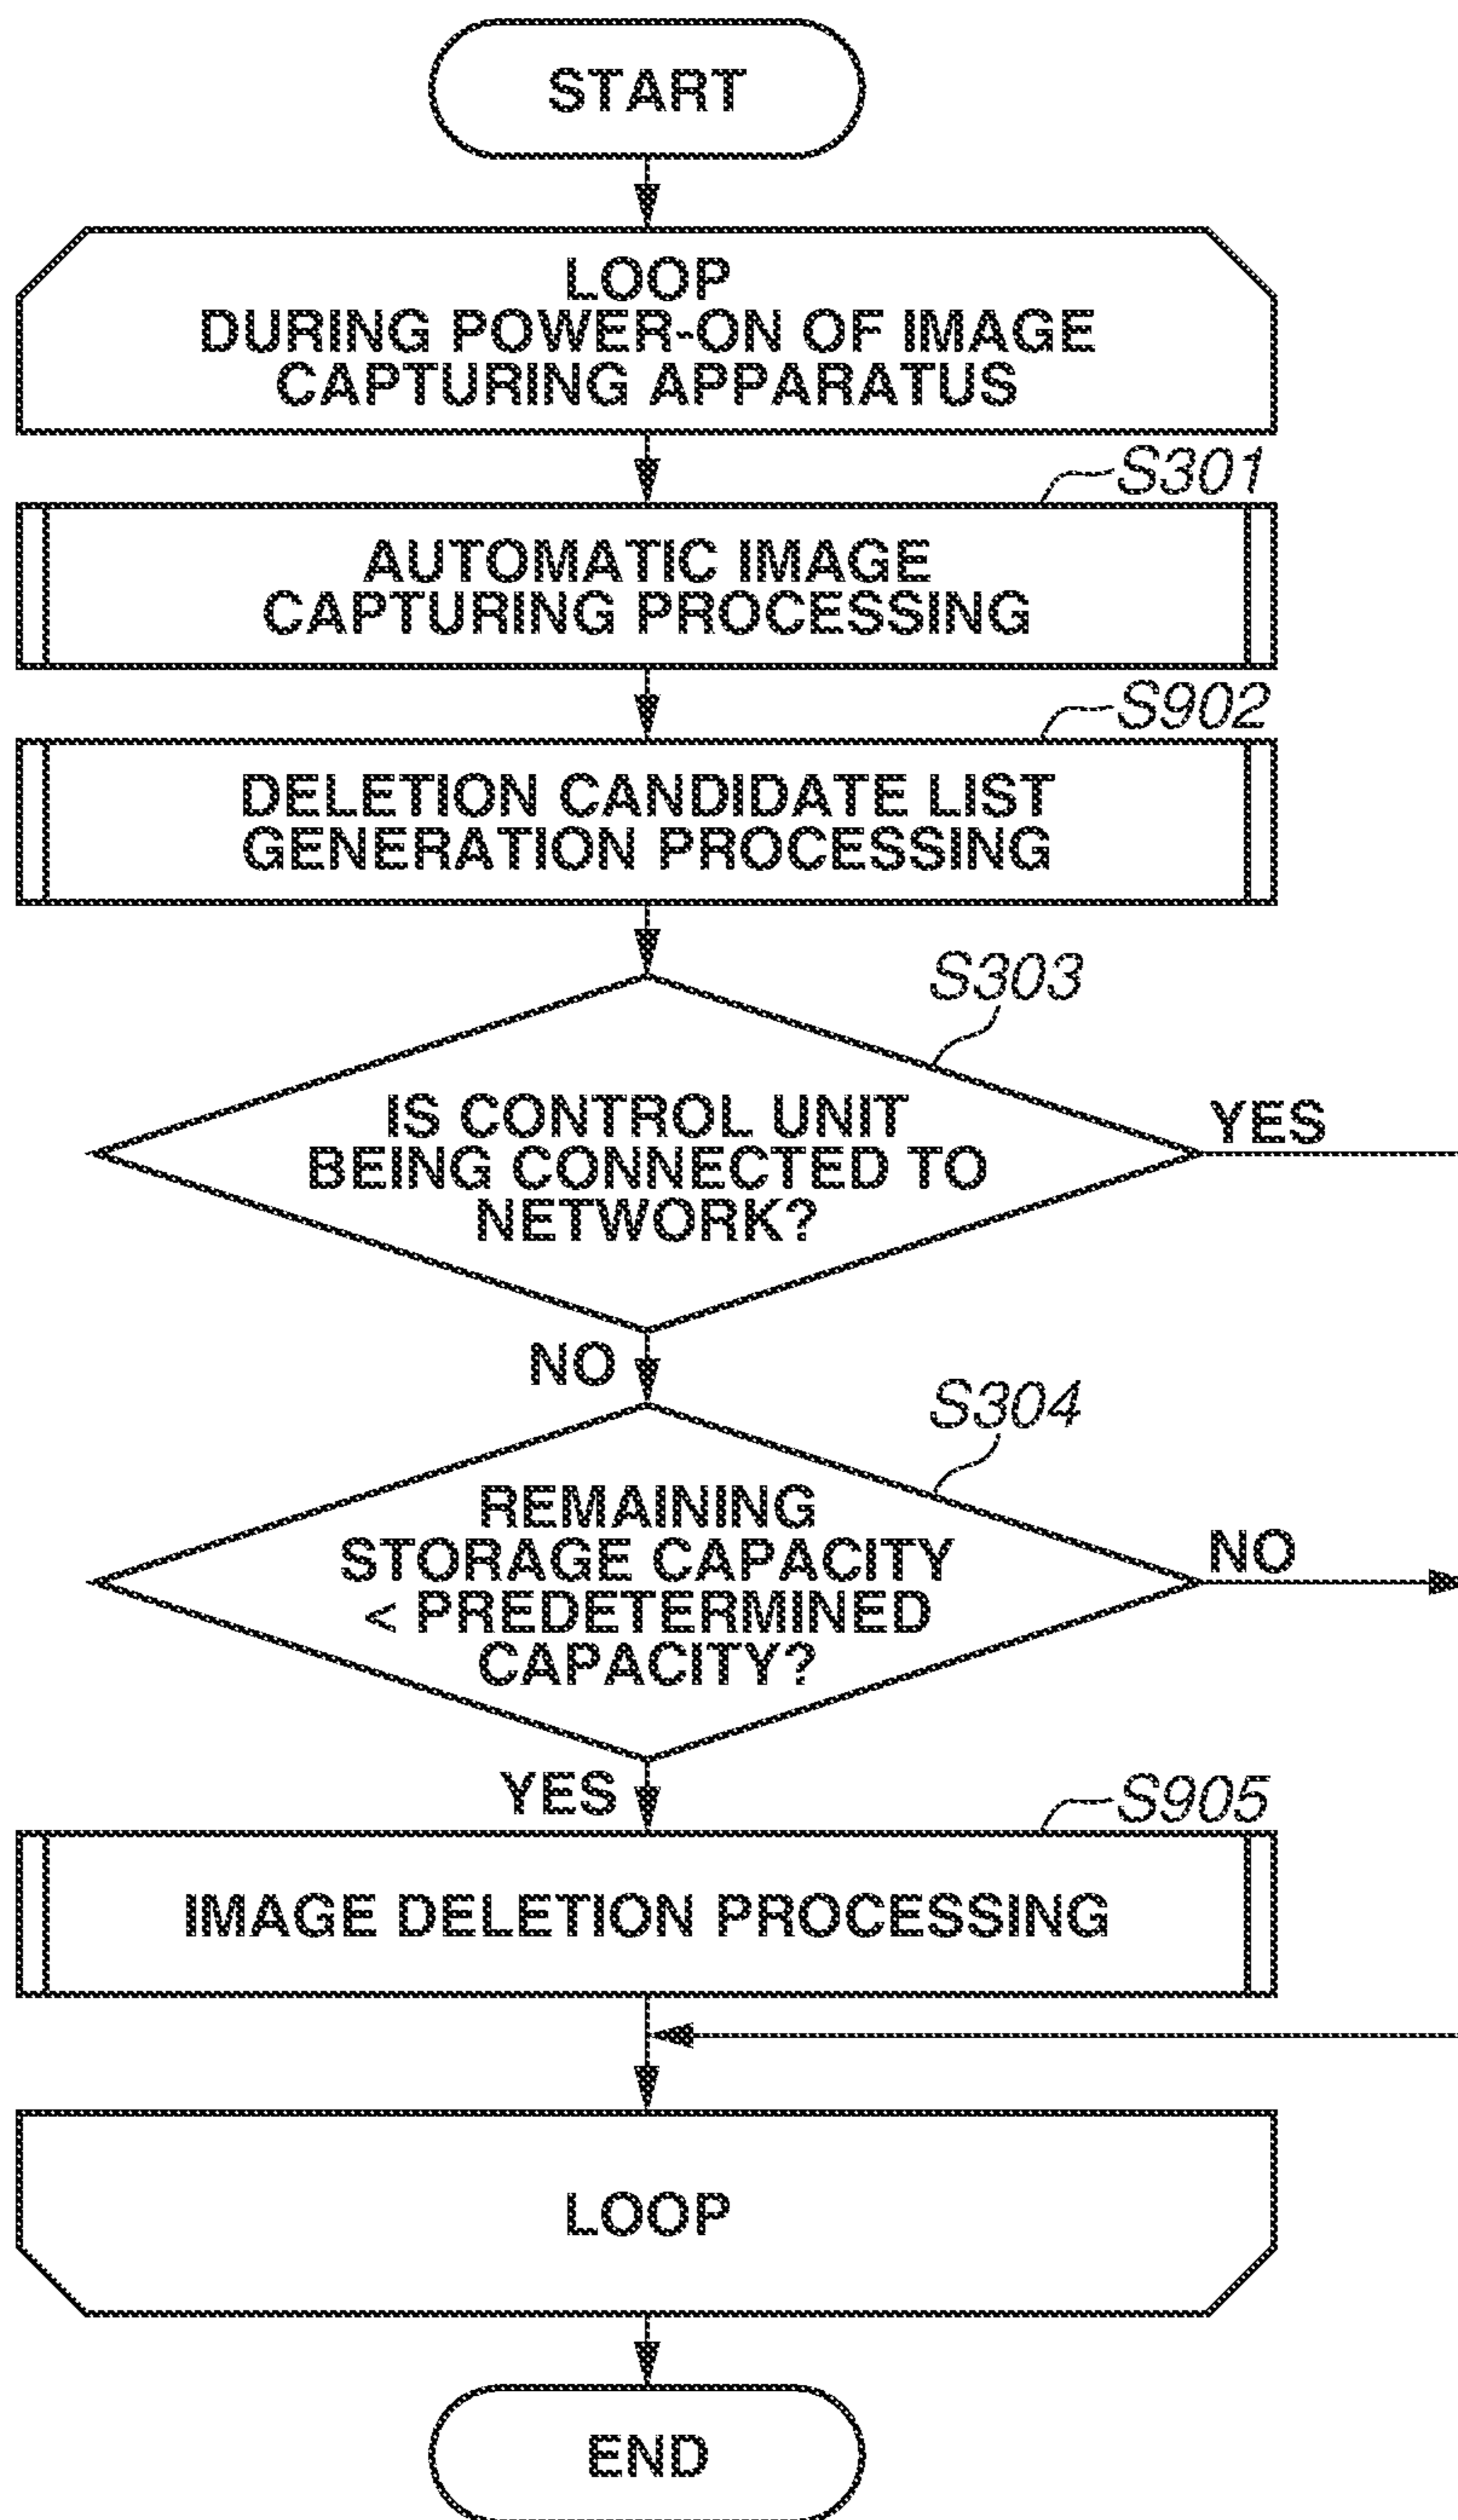 START
LOOP
DURING POWER-ON OF IMAGE
CAPTURING APPARATUS
S301
AUTOMATIC IMAGE
CAPTURING PROCESSING
S902
DELETION CANDIDATE LIST
GENERATION PROCESSING
S303
IS CONTROL UNIT
BEING CONNECTED TO
NETWORK?
YES
NO
S304
REMAINING
STORAGE CAPACITY
< PREDETERMINED
CAPACITY?
NO
YES
S905
IMAGE DELETION PROCESSING
LOOP
END